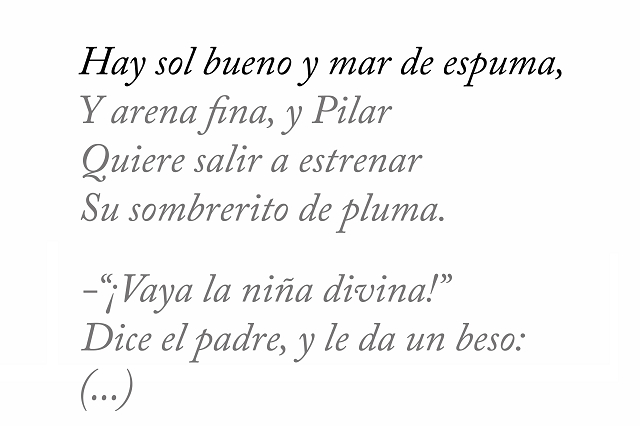 Hay sol bueno y mar de espuma,
Y arena fina, y Pilar
Quiere salir a estrenar
Su sombrerito de pluma.
–“¡Vaya la niña divina!”
Dice el padre, y le da un beso:
(...)